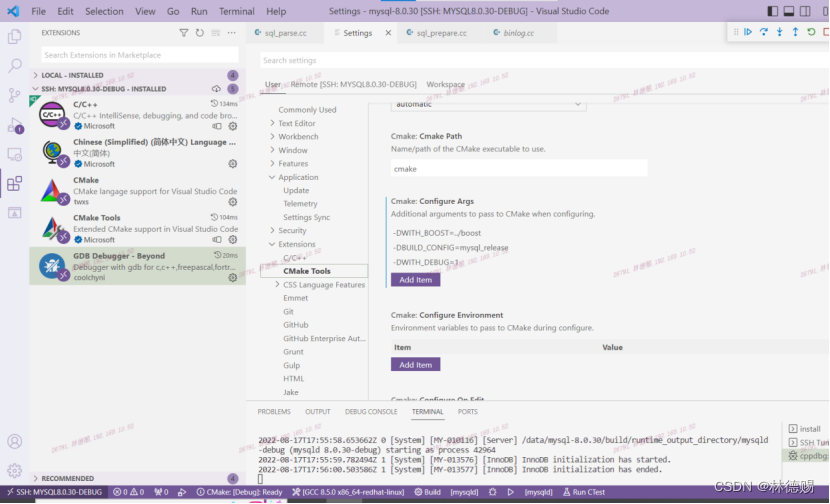 File Edit Selection View Go Run Terminal Help
Settings - mysql-8.0.30 [SSH: MYSQL8.0.30-DEBUG] - Visual Studio Code
EXTENSIONS
Search Extensions in Marketplace
LOCAL - INSTALLED 4
SSH: MYSQL8.0.30-DEBUG - INSTALLED 5
C/C++ 134ms
C/C++ IntelliSense, debugging, and code bro...
Microsoft
Chinese (Simplified) (简体中文) Language ...
中文(简体)
Microsoft
CMake
CMake langage support for Visual Studio Code
twxs
CMake Tools 104ms
Extended CMake support in Visual Studio Code
Microsoft
GDB Debugger - Beyond 20ms
Debugger with gdb for c,c++,freepascal,fortr...
coolchyni
RECOMMENDED 4
sql_parse.cc Settings sql_prepare.cc binlog.cc
Search settings
User Remote [SSH: MYSQL8.0.30-DEBUG] Workspace
Commonly Used
Text Editor
Workbench
Window
Features
Application
Update
Telemetry
Settings Sync
Security
Extensions
C/C++
CMake Tools
CSS Language Features
Emmet
Git
GitHub
GitHub Enterprise Aut...
Grunt
Gulp
HTML
Jake
automatic
Cmake: Cmake Path
Name/path of the CMake executable to use.
cmake
Cmake: Configure Args
Additional arguments to pass to CMake when configuring.
-DWITH_BOOST=../boost
-DBUILD_CONFIG=mysql_release
-DWITH_DEBUG=1
Add Item
Cmake: Configure Environment
Environment variables to pass to CMake during configure.
Item Value
Add Item
Cmake: Configure On Edit
PROBLEMS OUTPUT DEBUG CONSOLE TERMINAL PORTS
2022-08-17T17:55:58.653662Z 0 [System] [MY-010116] [Server] /data/mysql-8.0.30/build/runtime_output_directory/mysqld
-debug (mysqld 8.0.30-debug) starting as process 42964
2022-08-17T17:55:59.782494Z 1 [System] [MY-013576] [InnoDB] InnoDB initialization has started.
2022-08-17T17:56:00.503586Z 1 [System] [MY-013577] [InnoDB] InnoDB initialization has ended.
install
SSH Tun
cppdbg:
SSH: MYSQL8.0.30-DEBUG 0 0 0 CMake: [Debug]: Ready [GCC 8.5.0 x86_64-redhat-linux] Build [mysqld] [mysqld] Run CTest
CSDN @林德赐